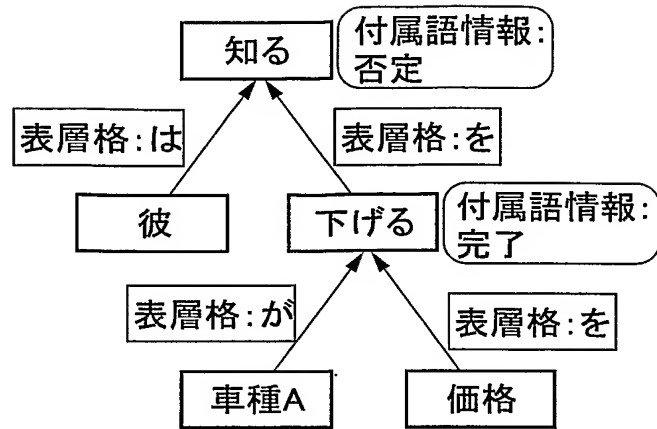 知る
付属語情報:
否定
表層格:は
表層格:を
彼
下げる
付属語情報:
完了
表層格:が
表層格:を
車種A
価格